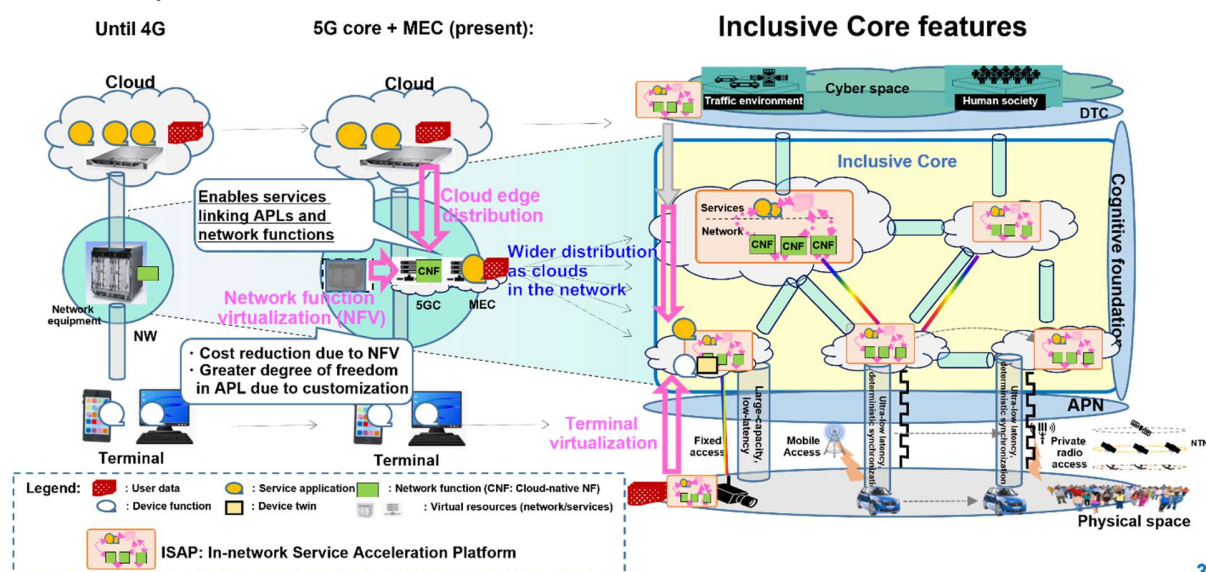 Until 4G
5G core + MEC (present):
Inclusive Core features
Cloud
Cloud
Traffic environment
Cyber space
Human society
DTC
Inclusive Core
Enables services
linking APLs and
network functions
Cloud edge
distribution
Services
Network
CNF
CNF
CNF
Cognitive foundation
CNF
Wider distribution
as clouds
in the network
5GC
MEC
Network function
virtualization (NFV)
Network
equipment
NW
· Cost reduction due to NFV
· Greater degree of freedom
in APL due to customization
Large-capacity,
low-latency
Ultra-low latency,
deterministic synchronization
Ultra-low latency,
deterministic synchronization
APN
Terminal
virtualization
Fixed
access
Mobile
Access
Private
radio
access
NTN
Terminal
Terminal
Physical space
Legend:
: User data
: Service application
: Network function (CNF: Cloud-native NF)
: Device function
: Device twin
: Virtual resources (network/services)
ISAP: In-network Service Acceleration Platform
3